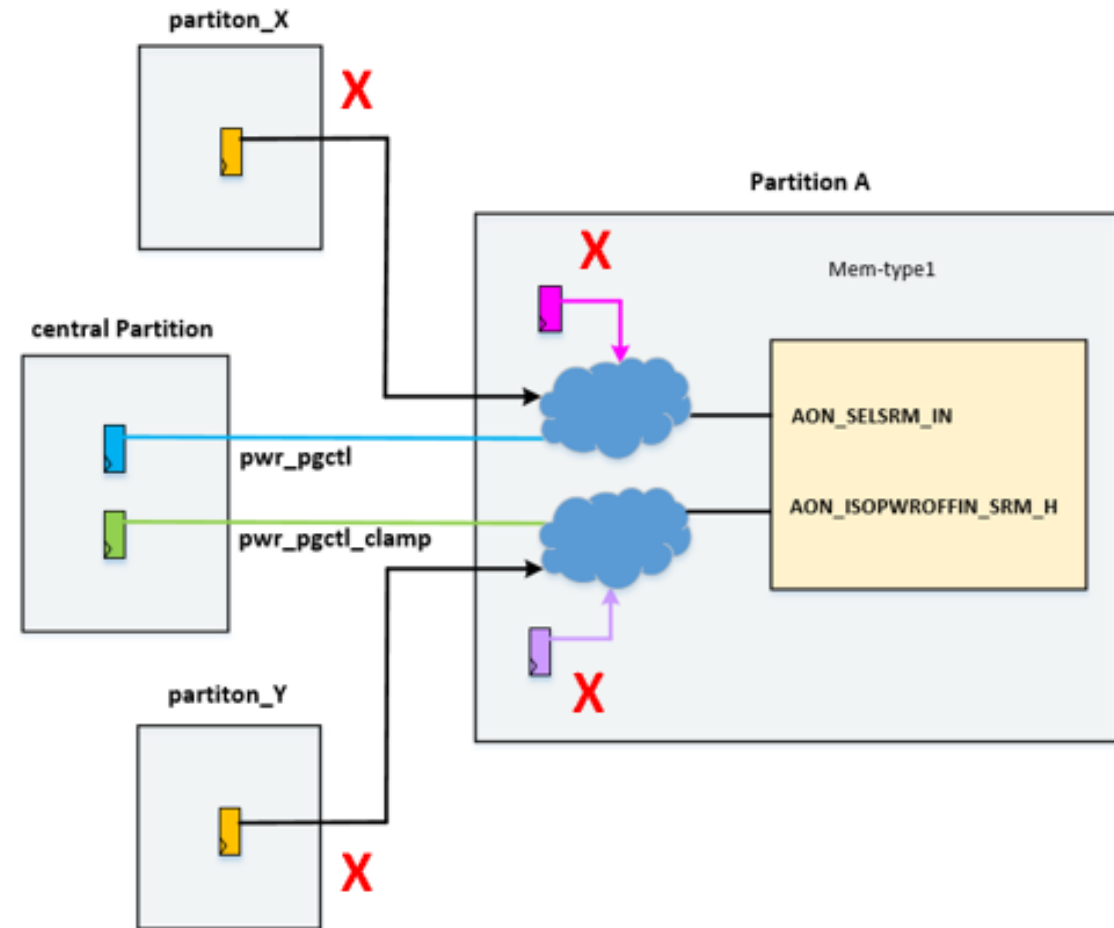 partiton_X
X
Partition A
X
Mem-type1
central Partition
AON_SELSRM_IN
pwr_pgctl
AON_ISOPWROFFIN_SRM_H
pwr_pgctl_clamp
X
partiton_Y
X